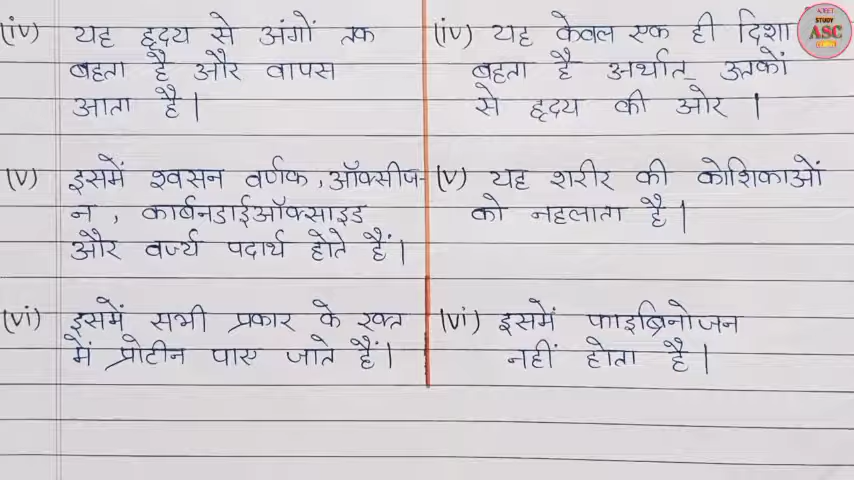 (iv) यह हृदय से अंगों तक
बहता है और वापस
आता है।
(v) इसमें श्वसन वर्णक, ऑक्सीज-
न, कार्बनडाईऑक्साइड
और वर्ज्य पदार्थ होते हैं।
(vi) इसमें सभी प्रकार के रक्त
में प्रोटीन पाए जाते हैं।
(iv) यह केवल एक ही दिशा
बहता है अर्थात् ऊतकों
से हृदय की ओर ।
(v) यह शरीर की कोशिकाओं
को नहलाता है।
(vi) इसमें फाइब्रिनोजन
नहीं होता है।
STUDY
ASC